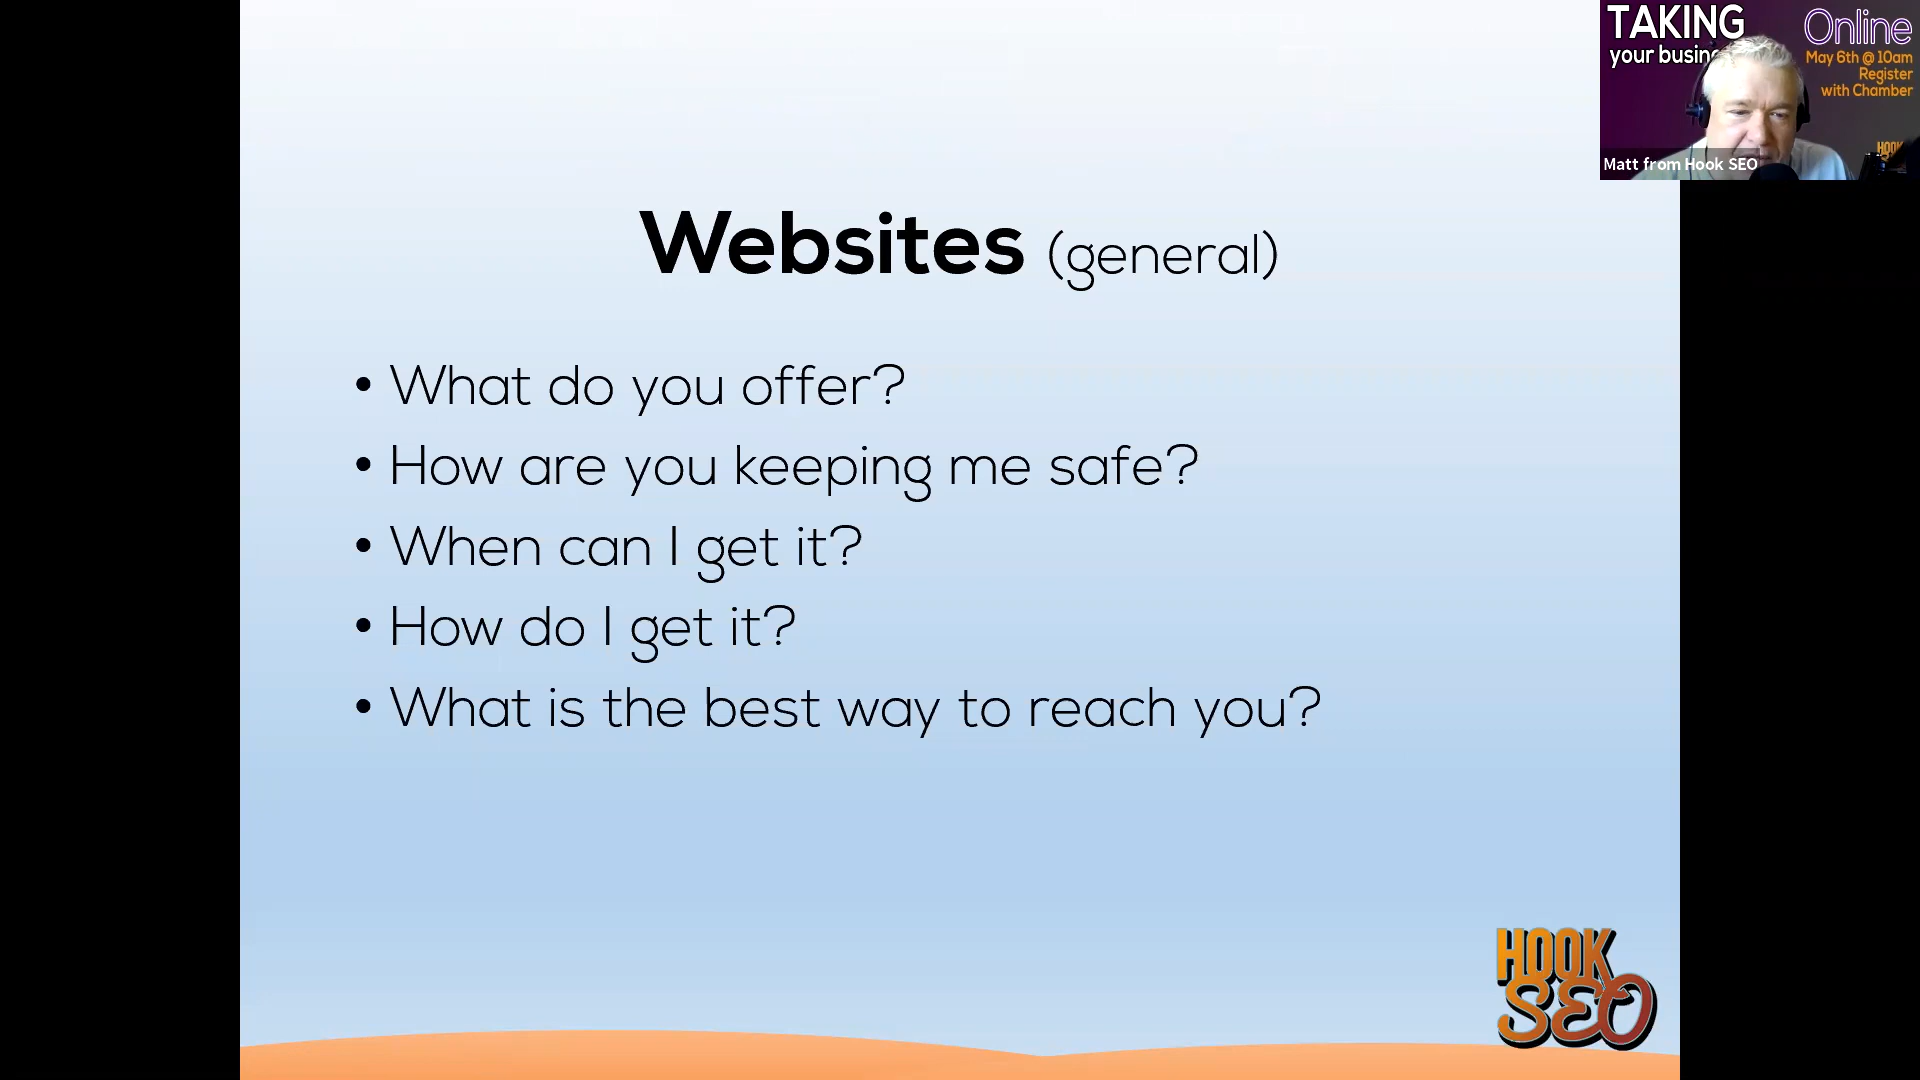 TAKING
your busin
Online
May 6th @ 10am
Register
with Chamber
HOOK
Matt from Hook SEO
Websites (general)
• What do you offer?
• How are you keeping me safe?
• When can I get it?
• How do I get it?
• What is the best way to reach you?
HOOK
SEO